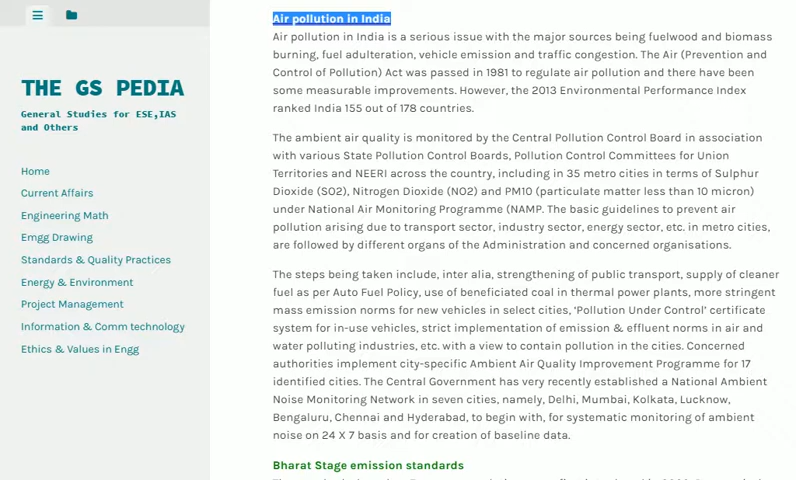 THE GS PEDIA
General Studies for ESE,IAS
and Others
Home
Current Affairs
Engineering Math
Emgg Drawing
Standards & Quality Practices
Energy & Environment
Project Management
Information & Comm technology
Ethics & Values in Engg
Air pollution in India
Air pollution in India is a serious issue with the major sources being fuelwood and biomass
burning, fuel adulteration, vehicle emission and traffic congestion. The Air (Prevention and
Control of Pollution) Act was passed in 1981 to regulate air pollution and there have been
some measurable improvements. However, the 2013 Environmental Performance Index
ranked India 155 out of 178 countries.
The ambient air quality is monitored by the Central Pollution Control Board in association
with various State Pollution Control Boards, Pollution Control Committees for Union
Territories and NEERI across the country, including in 35 metro cities in terms of Sulphur
Dioxide (SO2), Nitrogen Dioxide (NO2) and PM10 (particulate matter less than 10 micron)
under National Air Monitoring Programme (NAMP. The basic guidelines to prevent air
pollution arising due to transport sector, industry sector, energy sector, etc. in metro cities,
are followed by different organs of the Administration and concerned organisations.
The steps being taken include, inter alia, strengthening of public transport, supply of cleaner
fuel as per Auto Fuel Policy, use of beneficiated coal in thermal power plants, more stringent
mass emission norms for new vehicles in select cities, ‘Pollution Under Control’ certificate
system for in-use vehicles, strict implementation of emission & effluent norms in air and
water polluting industries, etc. with a view to contain pollution in the cities. Concerned
authorities implement city-specific Ambient Air Quality Improvement Programme for 17
identified cities. The Central Government has very recently established a National Ambient
Noise Monitoring Network in seven cities, namely, Delhi, Mumbai, Kolkata, Lucknow,
Bengaluru, Chennai and Hyderabad, to begin with, for systematic monitoring of ambient
noise on 24 X 7 basis and for creation of baseline data.
Bharat Stage emission standards